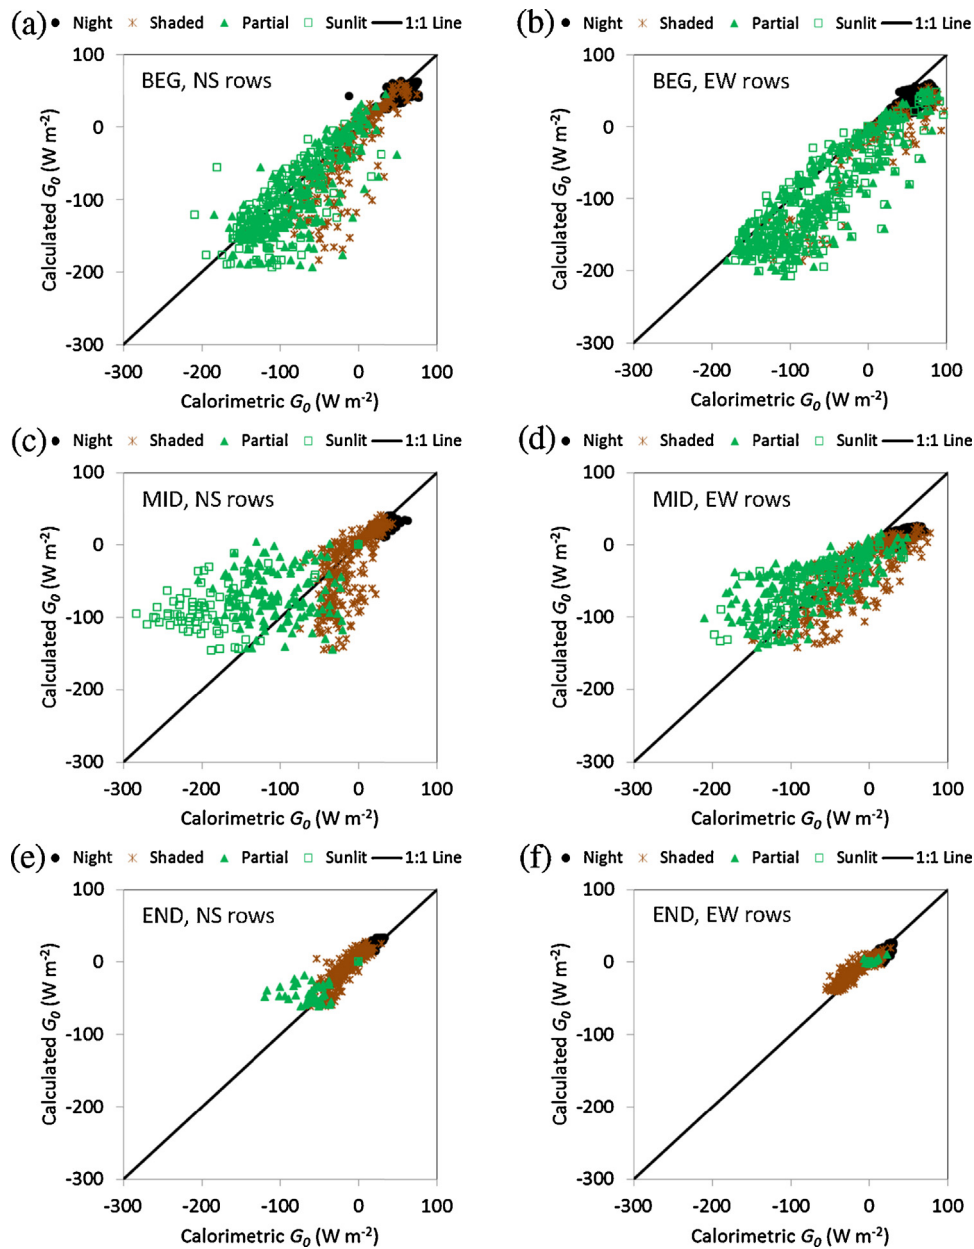 (a) ● Night ж Shaded ▲ Partial □ Sunlit — 1:1 Line
BEG, NS rows
100
0
-100
-200
-300
-300 -200 -100 0 100
Calculated G₀ (W m⁻²)
Calorimetric G₀ (W m⁻²)
(b) ● Night ж Shaded ▲ Partial □ Sunlit — 1:1 Line
BEG, EW rows
100
0
-100
-200
-300
-300 -200 -100 0 100
Calculated G₀ (W m⁻²)
Calorimetric G₀ (W m⁻²)
(c) ● Night ж Shaded ▲ Partial □ Sunlit — 1:1 Line
MID, NS rows
100
0
-100
-200
-300
-300 -200 -100 0 100
Calculated G₀ (W m⁻²)
Calorimetric G₀ (W m⁻²)
(d) ● Night ж Shaded ▲ Partial □ Sunlit — 1:1 Line
MID, EW rows
100
0
-100
-200
-300
-300 -200 -100 0 100
Calculated G₀ (W m⁻²)
Calorimetric G₀ (W m⁻²)
(e) ● Night ж Shaded ▲ Partial □ Sunlit — 1:1 Line
END, NS rows
100
0
-100
-200
-300
-300 -200 -100 0 100
Calculated G₀ (W m⁻²)
Calorimetric G₀ (W m⁻²)
(f) ● Night ж Shaded ▲ Partial □ Sunlit — 1:1 Line
END, EW rows
100
0
-100
-200
-300
-300 -200 -100 0 100
Calculated G₀ (W m⁻²)
Calorimetric G₀ (W m⁻²)